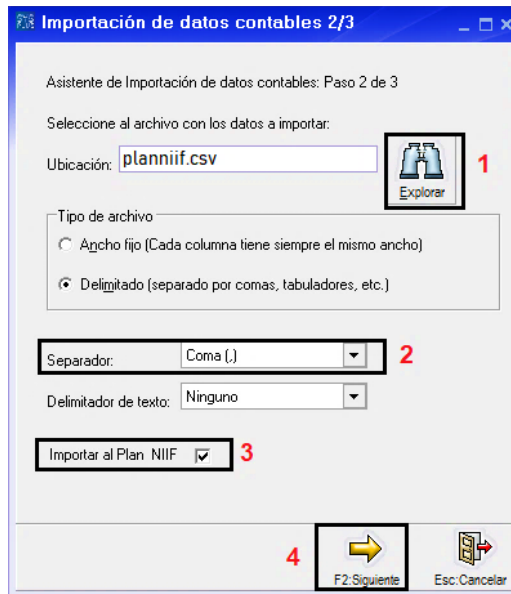 Importación de datos contables 2/3
Asistente de Importación de datos contables: Paso 2 de 3
Seleccione al archivo con los datos a importar:
Ubicación: planniif.csv
Explorar
1
Tipo de archivo
Ancho fijo (Cada columna tiene siempre el mismo ancho)
Delimitado (separado por comas, tabuladores, etc.)
Separador: Coma (,) 2
Delimitador de texto: Ninguno
Importar al Plan NIIF 3
4
F2:Siguiente Esc:Cancelar